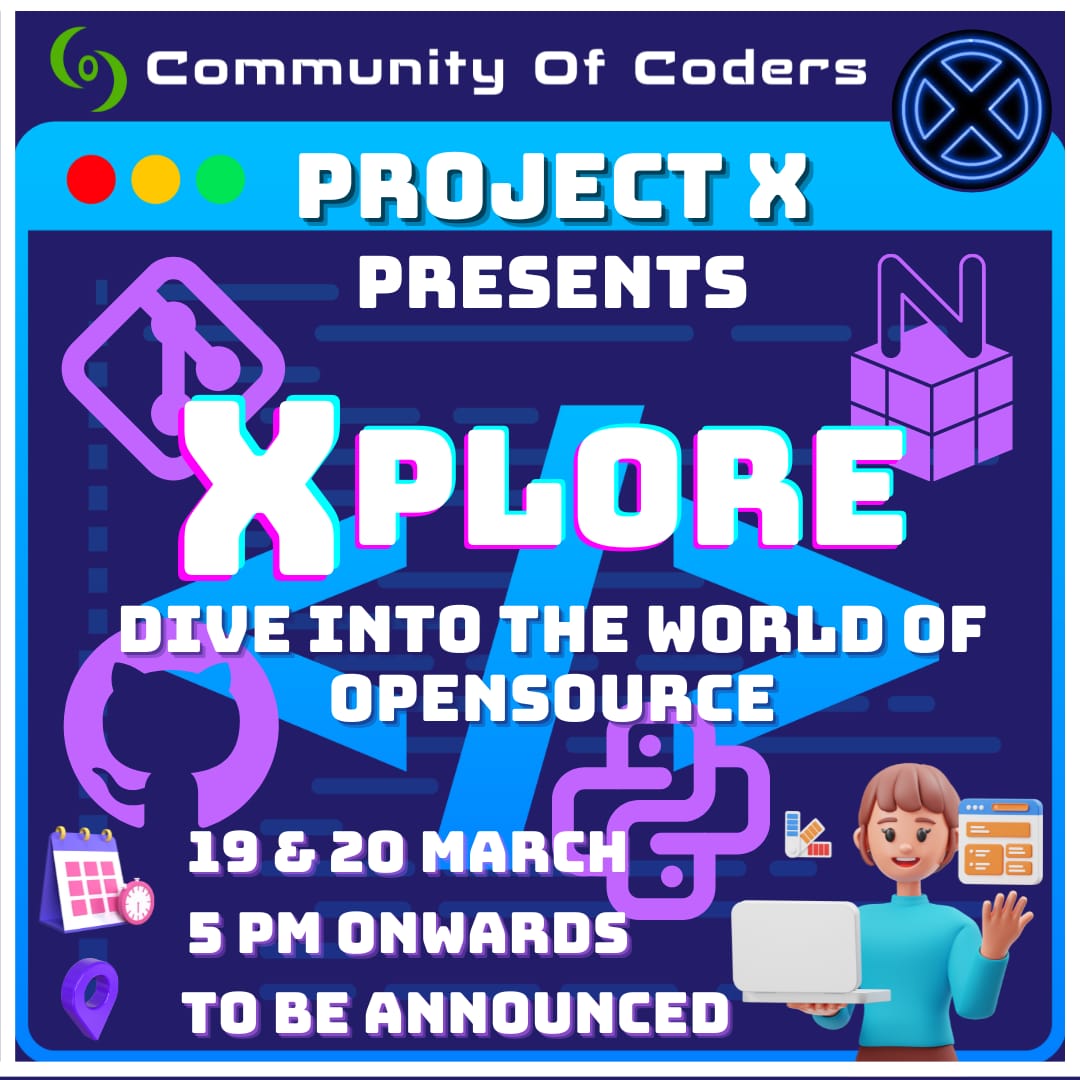 Community Of Coders
PROJECT X
PRESENTS
XPLORE
DIVE INTO THE WORLD OF
OPENSOURCE
19 & 20 MARCH
5 PM ONWARDS
TO BE ANNOUNCED